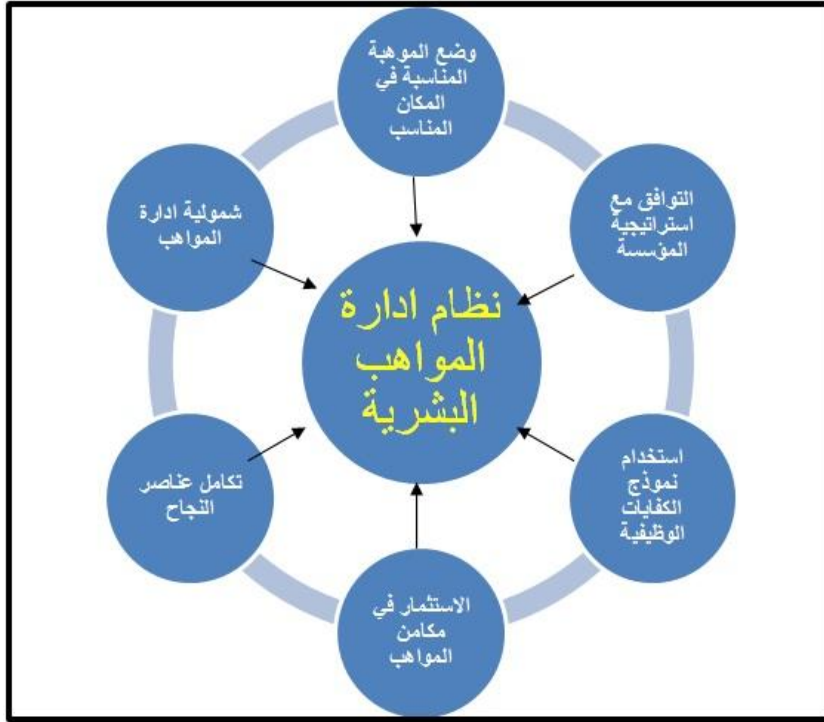 وضع الموهبة
المناسبة في
المكان
المناسب
التوافق مع
استراتيجية
المؤسسة
استخدام
نموذج
الكفايات
الوظيفية
الاستثمار في
مكامن
المواهب
تكامل عناصر
النجاح
شمولية ادارة
المواهب
نظام ادارة
المواهب
البشرية